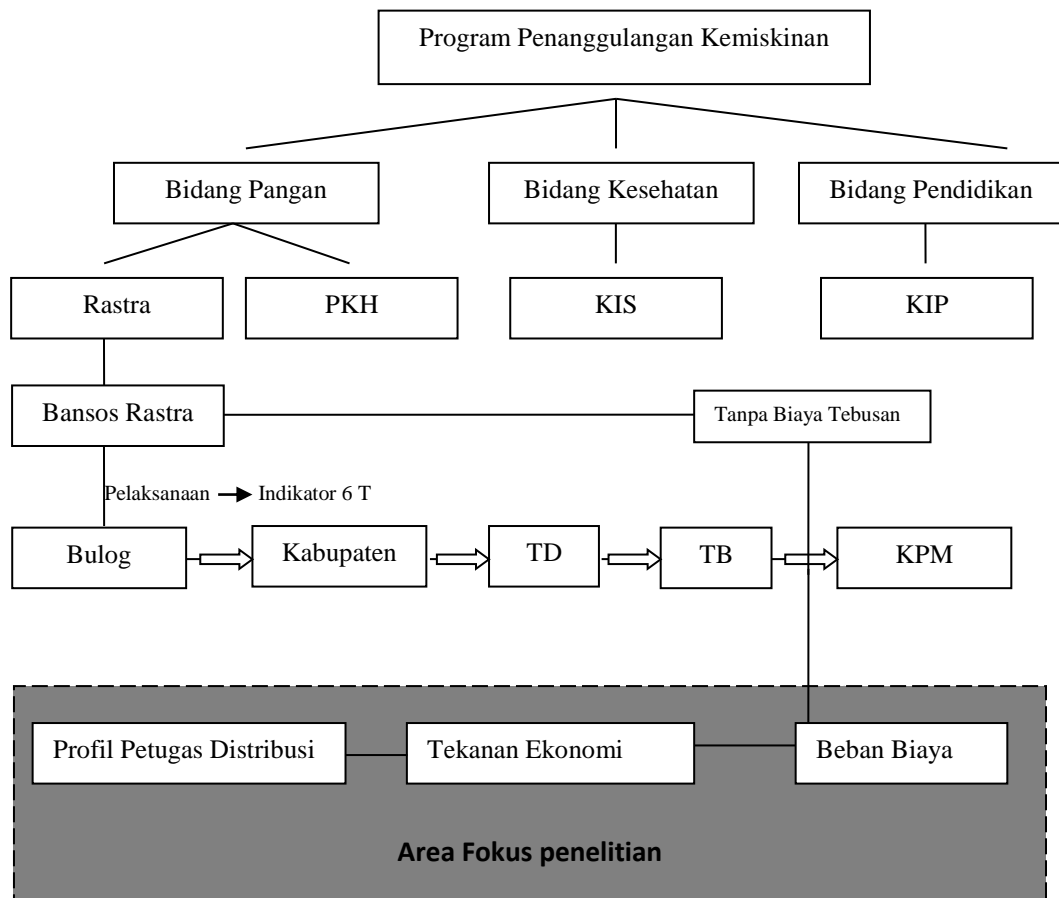 Program Penanggulangan Kemiskinan
Bidang Pangan
Bidang Kesehatan
Bidang Pendidikan
Rastra
PKH
KIS
KIP
Bansos Rastra
Tanpa Biaya Tebusan
Pelaksanaan
Indikator 6 T
Bulog
Kabupaten
TD
TB
KPM
Profil Petugas Distribusi
Tekanan Ekonomi
Beban Biaya
Area Fokus penelitian